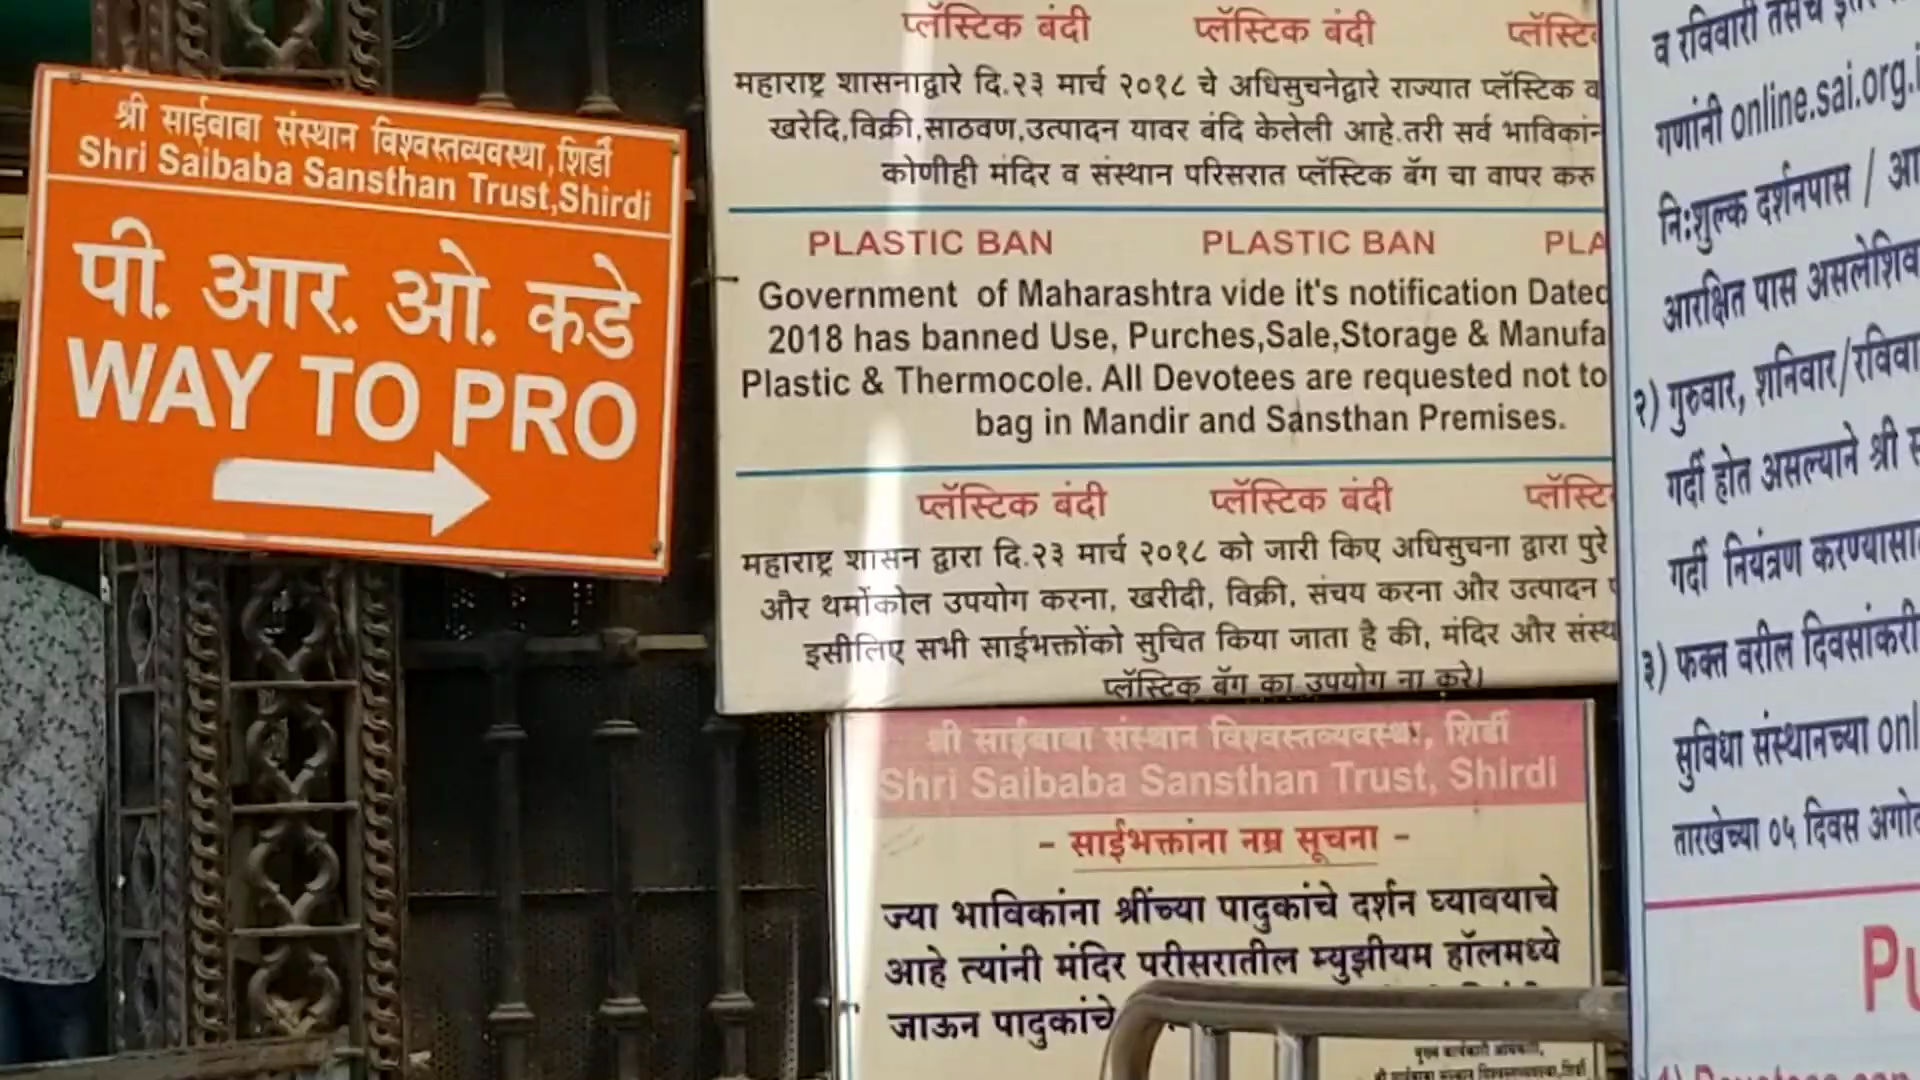 श्री साईबाबा संस्थान विश्वस्तव्यवस्था,शिर्डी
Shri Saibaba Sansthan Trust,Shirdi
पी. आर. ओ. कडे
WAY TO PRO
प्लॅस्टिक बंदी प्लॅस्टिक बंदी
महाराष्ट्र शासनाद्वारे दि.२३ मार्च २०१८ चे अधिसुचनेद्वारे राज्यात प्लॅस्टिक व
खरेदि,विक्री,साठवण,उत्पादन यावर बंदि केलेली आहे.तरी सर्व
कोणीही मंदिर व संस्थान परिसरात प्लॅस्टिक बॅग चा वापर करु
PLASTIC BAN PLASTIC BAN PLA
Government of Maharashtra vide it's notification Dated
2018 has banned Use, Purches,Sale,Storage & Manufa
Plastic & Thermocole. All Devotees are requested not to
bag in Mandir and Sansthan Premises.
प्लॅस्टिक बंदी प्लॅस्टिक बंदी
महाराष्ट्र शासन द्वारा दि.२३ मार्च २०१८ को जारी किए अधिसुचना द्वारा पुरे
और थर्मोकोल उपयोग करना, खरीदी, विक्री, संचय करना और उत्पादन
इसीलिए सभी साईभक्तोंको सुचित किया जाता है की, मंदिर और संस्थ
प्लॅस्टिक बॅग का उपयोग ना करे।
श्री साईबाबा संस्थान विश्वस्तव्यवस्था, शिर्डी
Shri Saibaba Sansthan Trust, Shirdi
- साईभक्तांना नम्र सूचना -
ज्या भाविकांना श्रींच्या पादुकांचे दर्शन घ्यावयाचे
आहे त्यांनी मंदिर परीसरातील म्युझीयम हॉलमध्ये
जाऊन पादुकांचे
व रविवारी तसेच
गणांनी online.sai.org.i
नि:शुल्क दर्शनपास / आ
आरक्षित पास असलेशिव
२) गुरुवार, शनिवार/रविवा
गर्दी होत असल्याने श्री
गर्दी नियंत्रण करण्यासा
३) फक्त वरील दिवसांकरी
सुविधा संस्थानच्या onl
तारखेच्या ०५ दिवस अगो
Pu